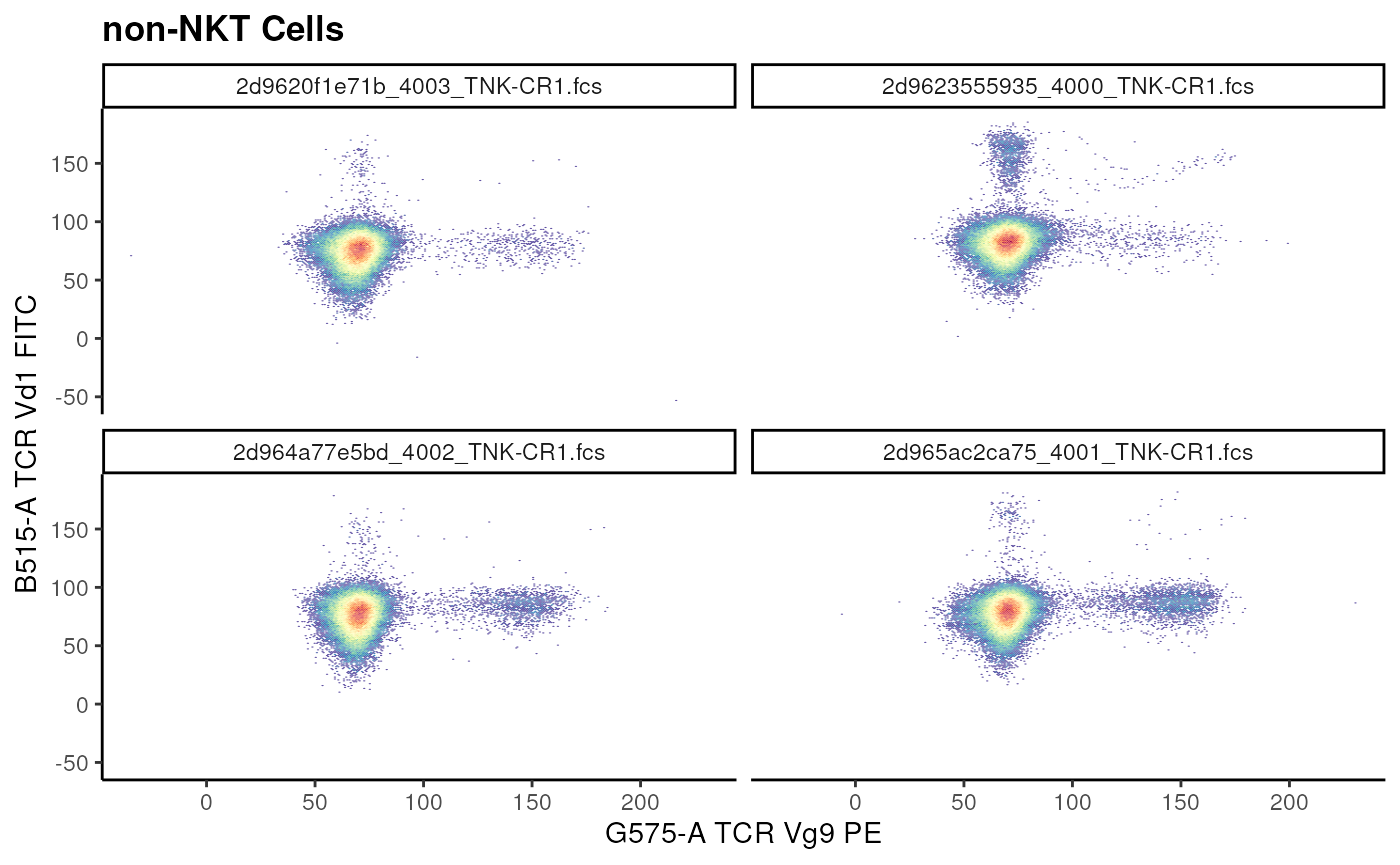 non-NKT Cells
2d9620f1e71b_4003_TNK-CR1.fcs
2d9623555935_4000_TNK-CR1.fcs
150
100
50
0
-50
2d964a77e5bd_4002_TNK-CR1.fcs
2d965ac2ca75_4001_TNK-CR1.fcs
150
100
50
0
-50
B515-A TCR Vd1 FITC
0 50 100 150 200
0 50 100 150 200
G575-A TCR Vg9 PE